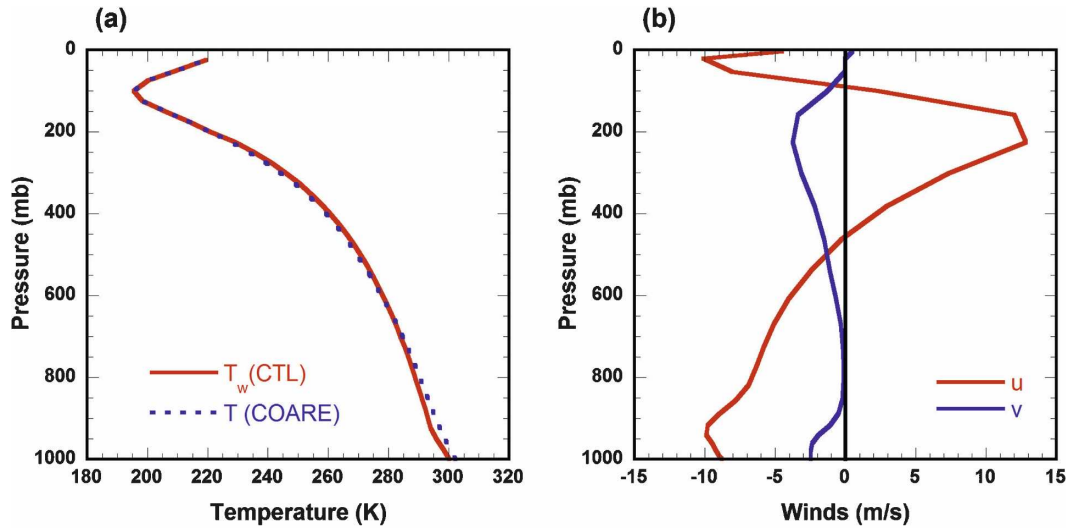 (a)
0
200
400
600
800
1000
Pressure (mb)
180 200 220 240 260 280 300 320
Temperature (K)
T_w (CTL)
T (COARE)
(b)
0
200
400
600
800
1000
Pressure (mb)
-15 -10 -5 0 5 10 15
Winds (m/s)
u
v